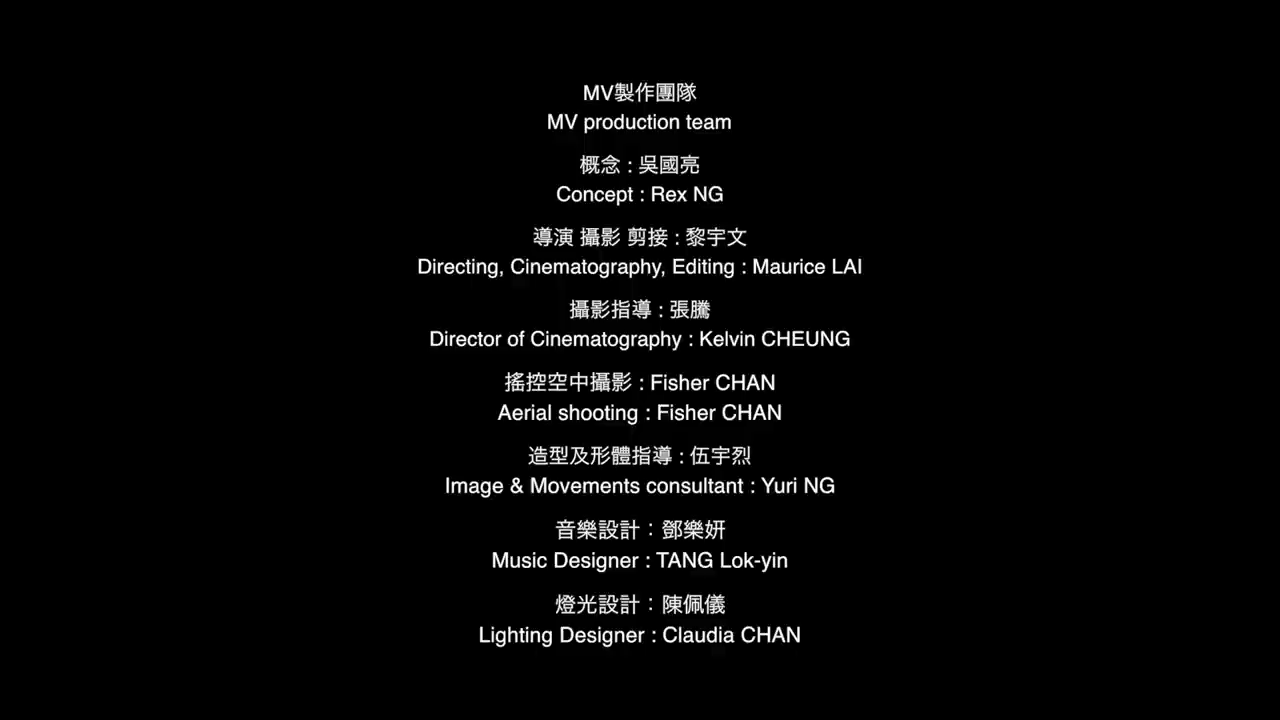 MV製作團隊
MV production team
概念 : 吳國亮
Concept : Rex NG
導演 攝影 剪接 : 黎宇文
Directing, Cinematography, Editing : Maurice LAI
攝影指導 : 張騰
Director of Cinematography : Kelvin CHEUNG
搖控空中攝影 : Fisher CHAN
Aerial shooting : Fisher CHAN
造型及形體指導 : 伍宇烈
Image & Movements consultant : Yuri NG
音樂設計：鄧樂妍
Music Designer : TANG Lok-yin
燈光設計：陳佩儀
Lighting Designer : Claudia CHAN